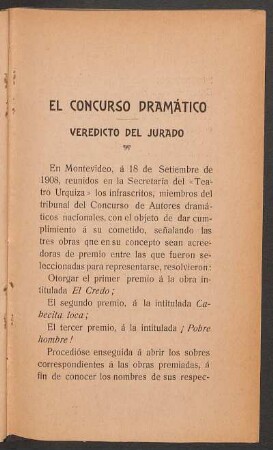 EL CONCURSO DRAMÁTICO
VEREDICTO DEL JURADO
En Montevideo, á 18 de Setiembre de
1908, reunidos en la Secretaría del «Tea-
tro Urquiza» los infrascritos, miembros del
tribunal del Concurso de Autores dramáti-
cos nacionales, con el objeto de dar cum-
plimiento á su cometido, señalando las
tres obras que en su concepto sean acree-
doras de premio entre las que fueron se-
leccionadas para representarse, resolvieron:
Otorgar el primer premio á la obra in-
titulada El Credo;
El segundo premio, á la intitulada Ca-
becita loca;
El tercer premio, á la intitulada ¡Pobre
hombre!
Procedióse enseguida á abrir los sobres
correspondientes á las obras premiadas, á
fin de conocer los nombres de sus respec-